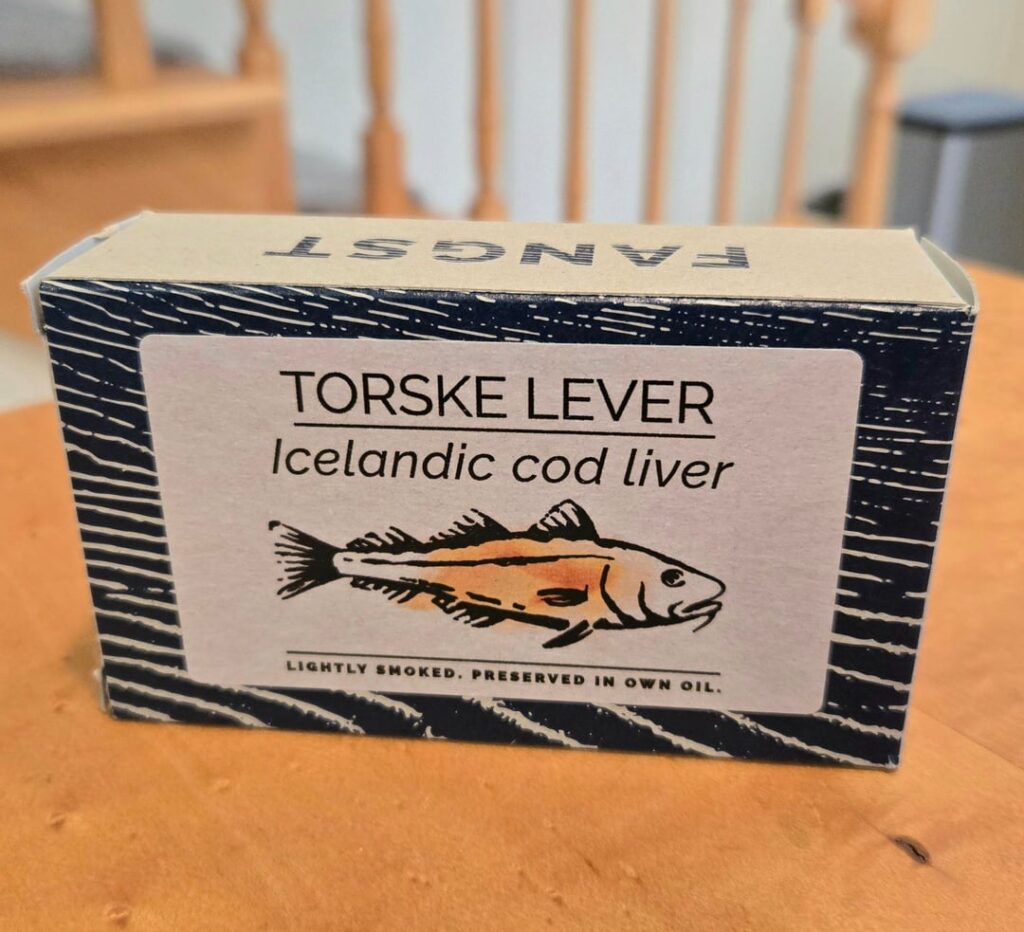 FANGST
TORSKE LEVER
Icelandic cod liver
LIGHTLY SMOKED. PRESERVED IN OWN OIL.